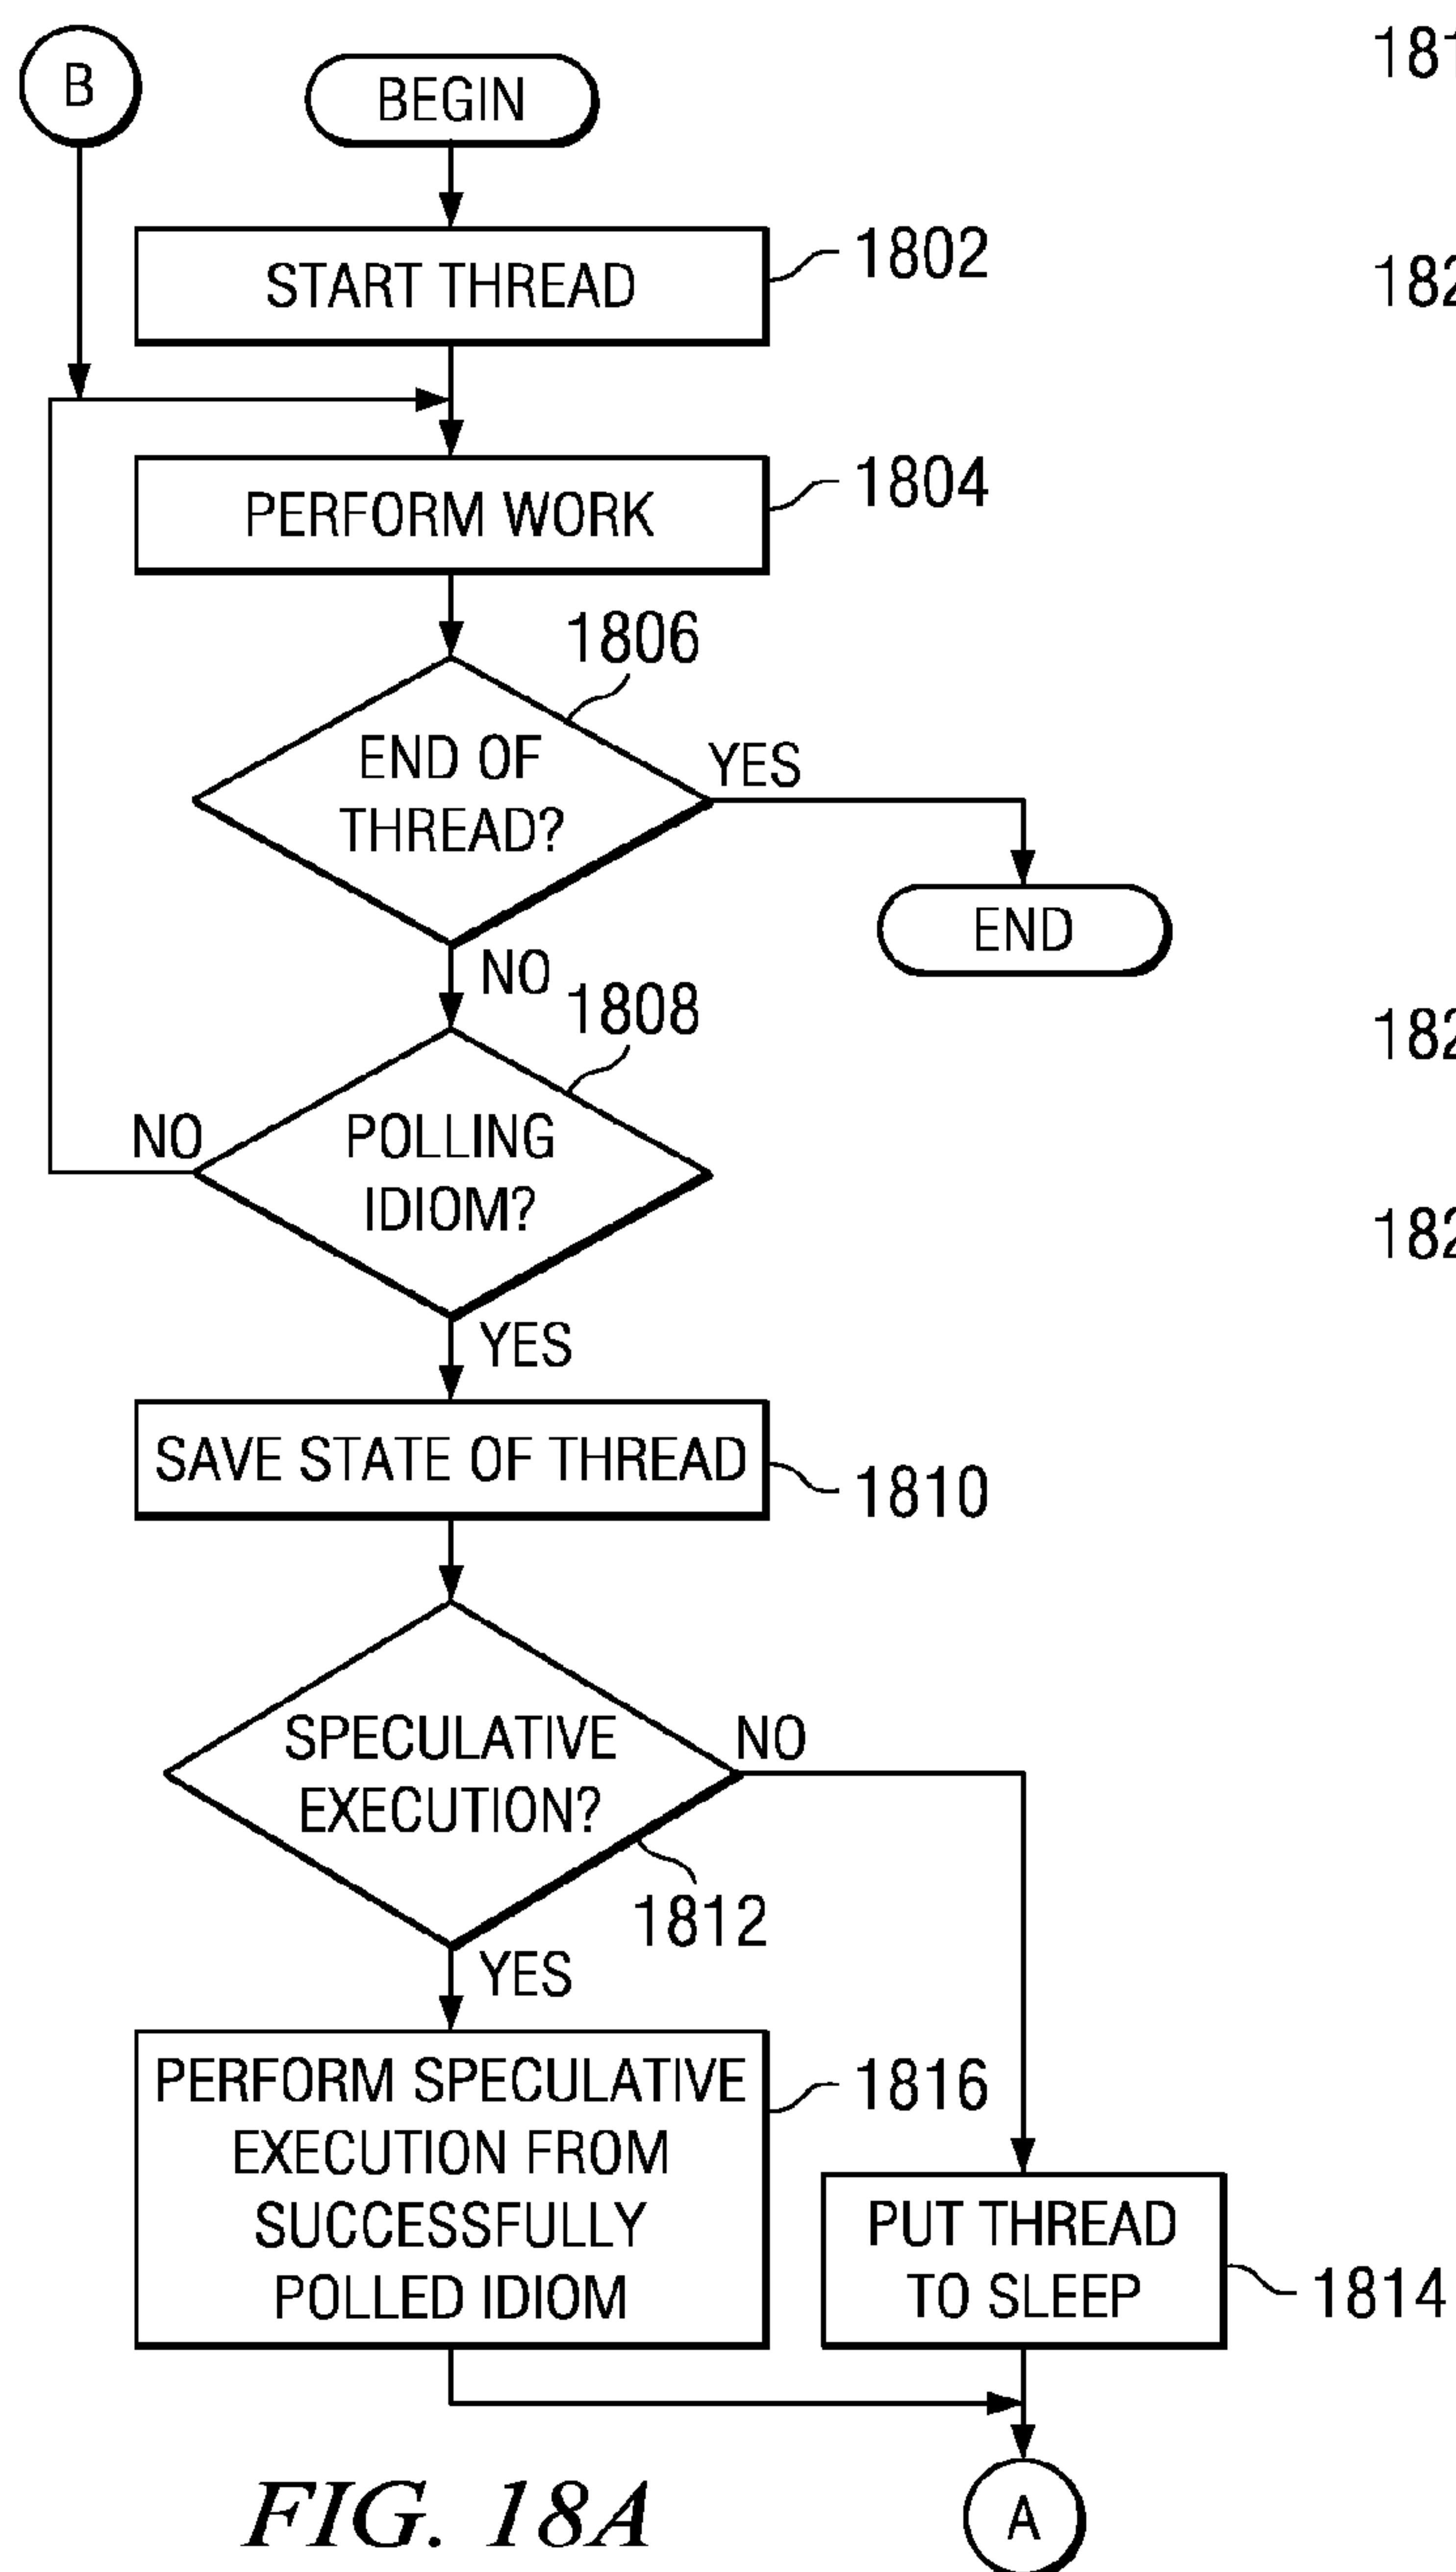 B
BEGIN
START THREAD
1802
PERFORM WORK
1804
1806
END OF
THREAD?
YES
END
NO
1808
POLLING
IDIOM?
NO
YES
SAVE STATE OF THREAD
1810
SPECULATIVE
EXECUTION?
NO
1812
YES
PERFORM SPECULATIVE
EXECUTION FROM
SUCCESSFULLY
POLLED IDIOM
1816
PUT THREAD
TO SLEEP
1814
A
FIG. 18A